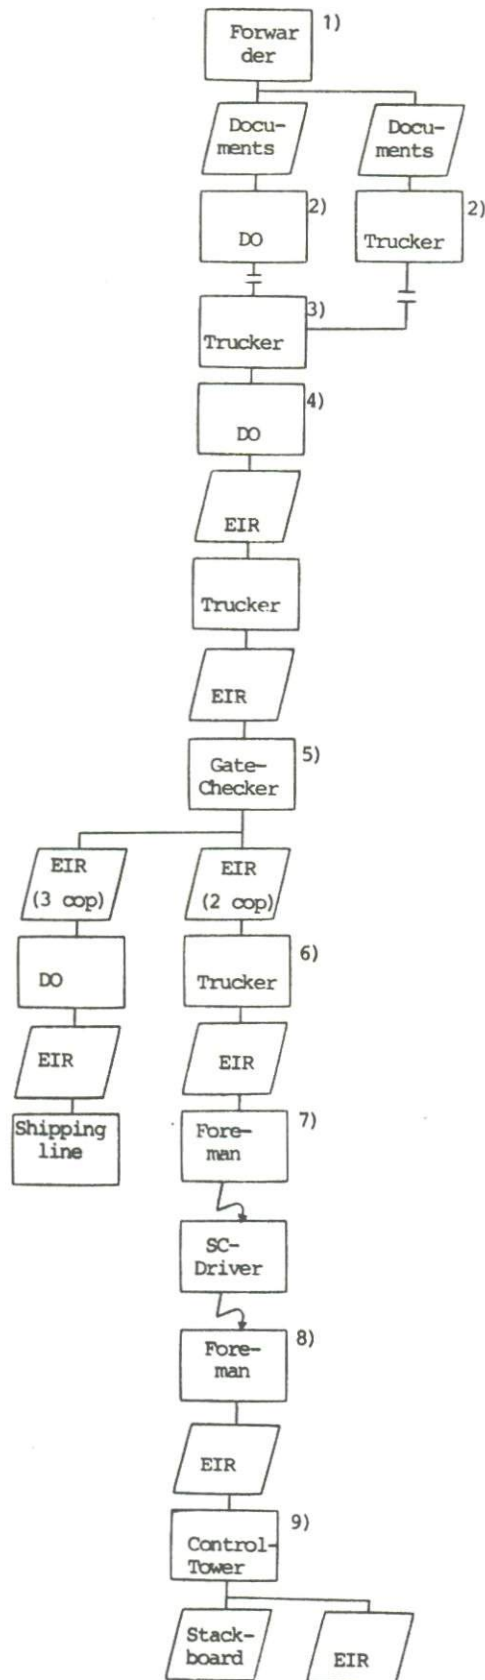 1)
Forwar
der
Docu-
ments
Docu-
ments
2)
DO
2)
Trucker
3)
Trucker
4)
DO
EIR
Trucker
EIR
5)
Gate-
Checker
EIR
(3 cop)
EIR
(2 cop)
DO
6)
Trucker
EIR
EIR
Shipping
line
7)
Fore-
man
SC-
Driver
8)
Fore-
man
EIR
9)
Control-
Tower
Stack-
board
EIR